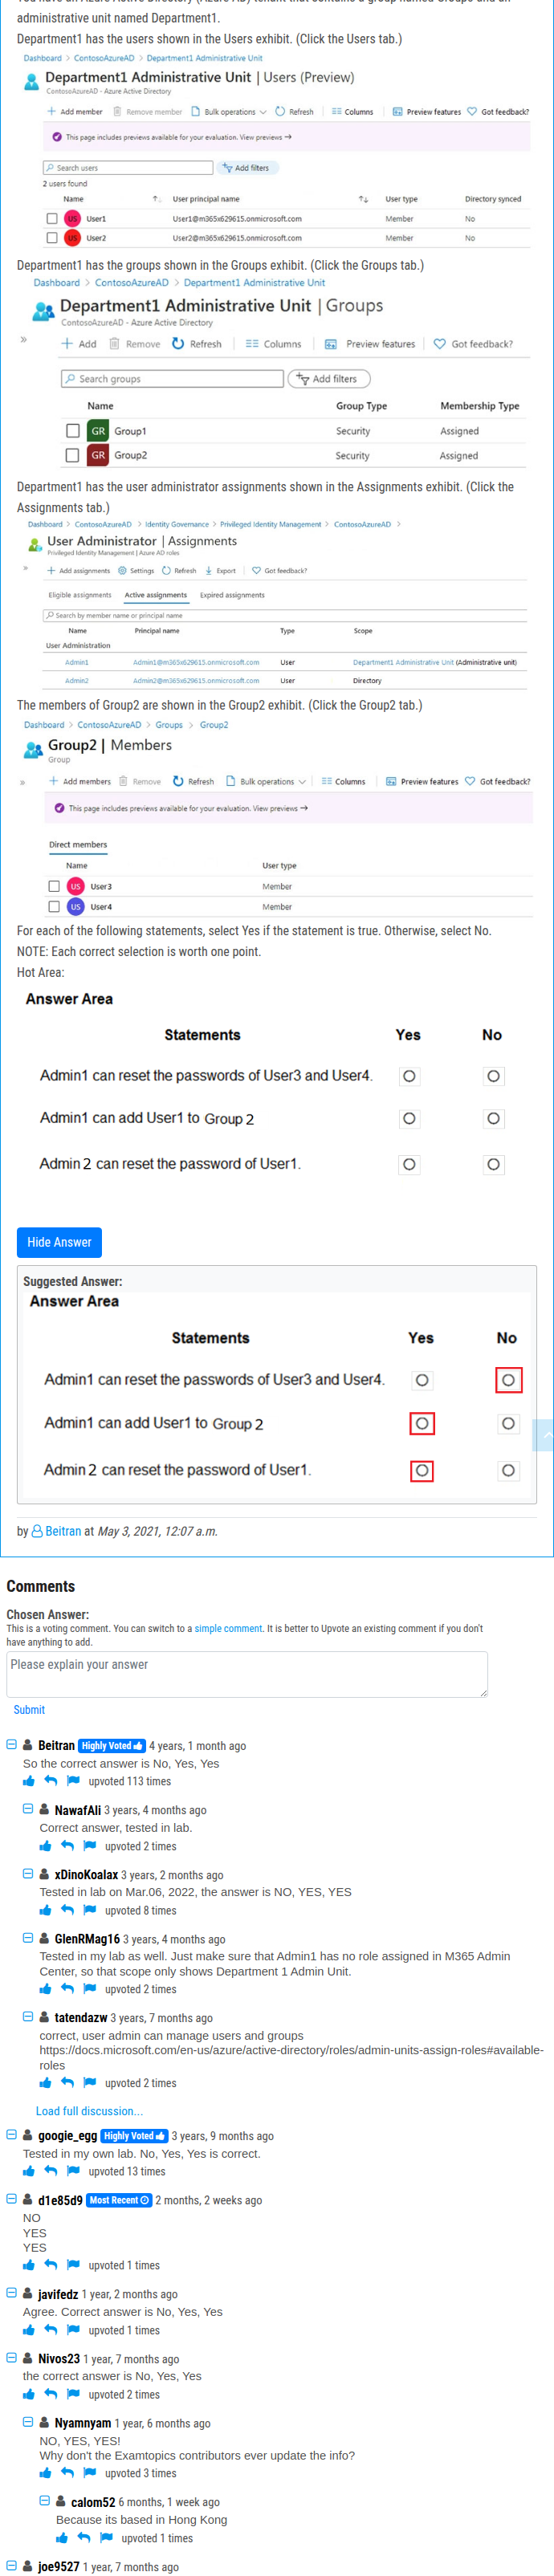 administrative unit named Department1.
Department1 has the users shown in the Users exhibit. (Click the Users tab.)
Dashboard > ContosoAzureAD > Department1 Administrative Unit
Department1 Administrative Unit | Users (Preview)
ContosoAzureAD - Azure Active Directory
+ Add member Remove member Bulk operations Refresh Columns Preview features Got feedback?
This page includes previews available for your evaluation. View previews →
Search users
Add filters
2 users found
Name ↑↓ User principal name ↑↓ User type Directory synced
US User1 User1@m365x629615.onmicrosoft.com Member No
US User2 User2@m365x629615.onmicrosoft.com Member No
Department1 has the groups shown in the Groups exhibit. (Click the Groups tab.)
Dashboard > ContosoAzureAD > Department1 Administrative Unit
Department1 Administrative Unit | Groups
ContosoAzureAD - Azure Active Directory
» + Add Remove Refresh Columns Preview features Got feedback?
Search groups
Add filters
Name Group Type Membership Type
GR Group1 Security Assigned
GR Group2 Security Assigned
Department1 has the user administrator assignments shown in the Assignments exhibit. (Click the
Assignments tab.)
Dashboard > ContosoAzureAD > Identity Governance > Privileged Identity Management > ContosoAzureAD >
User Administrator | Assignments
Privileged Identity Management | Azure AD roles
» + Add assignments Settings Refresh Export Got feedback?
Eligible assignments Active assignments Expired assignments
Search by member name or principal name
Name Principal name Type Scope
User Administration
Admin1 Admin1@m365x629615.onmicrosoft.com User Department1 Administrative Unit (Administrative unit)
Admin2 Admin2@m365x629615.onmicrosoft.com User Directory
The members of Group2 are shown in the Group2 exhibit. (Click the Group2 tab.)
Dashboard > ContosoAzureAD > Groups > Group2
Group2 | Members
Group
» + Add members Remove Refresh Bulk operations Columns Preview features Got feedback?
This page includes previews available for your evaluation. View previews →
Direct members
Name User type
US User3 Member
US User4 Member
For each of the following statements, select Yes if the statement is true. Otherwise, select No.
NOTE: Each correct selection is worth one point.
Hot Area:
Answer Area
Statements Yes No
Admin1 can reset the passwords of User3 and User4.
Admin1 can add User1 to Group 2
Admin 2 can reset the password of User1.
Hide Answer
Suggested Answer:
Answer Area
Statements Yes No
Admin1 can reset the passwords of User3 and User4.
Admin1 can add User1 to Group 2
Admin 2 can reset the password of User1.
by Beitran at May 3, 2021, 12:07 a.m.
Comments
Chosen Answer:
This is a voting comment. You can switch to a simple comment. It is better to Upvote an existing comment if you don't
have anything to add.
Please explain your answer
Submit
Beitran Highly Voted 4 years, 1 month ago
So the correct answer is No, Yes, Yes
upvoted 113 times
NawafAli 3 years, 4 months ago
Correct answer, tested in lab.
upvoted 2 times
xDinoKoalax 3 years, 2 months ago
Tested in lab on Mar.06, 2022, the answer is NO, YES, YES
upvoted 8 times
GlenRMag16 3 years, 4 months ago
Tested in my lab as well. Just make sure that Admin1 has no role assigned in M365 Admin
Center, so that scope only shows Department 1 Admin Unit.
upvoted 2 times
tatendazw 3 years, 7 months ago
correct, user admin can manage users and groups
https://docs.microsoft.com/en-us/azure/active-directory/roles/admin-units-assign-roles#available-
roles
upvoted 2 times
Load full discussion...
googie_egg Highly Voted 3 years, 9 months ago
Tested in my own lab. No, Yes, Yes is correct.
upvoted 13 times
d1e85d9 Most Recent 2 months, 2 weeks ago
NO
YES
YES
upvoted 1 times
javifedz 1 year, 2 months ago
Agree. Correct answer is No, Yes, Yes
upvoted 1 times
Nivos23 1 year, 7 months ago
the correct answer is No, Yes, Yes
upvoted 2 times
Nyamnyam 1 year, 6 months ago
NO, YES, YES!
Why don't the Examtopics contributors ever update the info?
upvoted 3 times
calom52 6 months, 1 week ago
Because its based in Hong Kong
upvoted 1 times
joe9527 1 year, 7 months ago